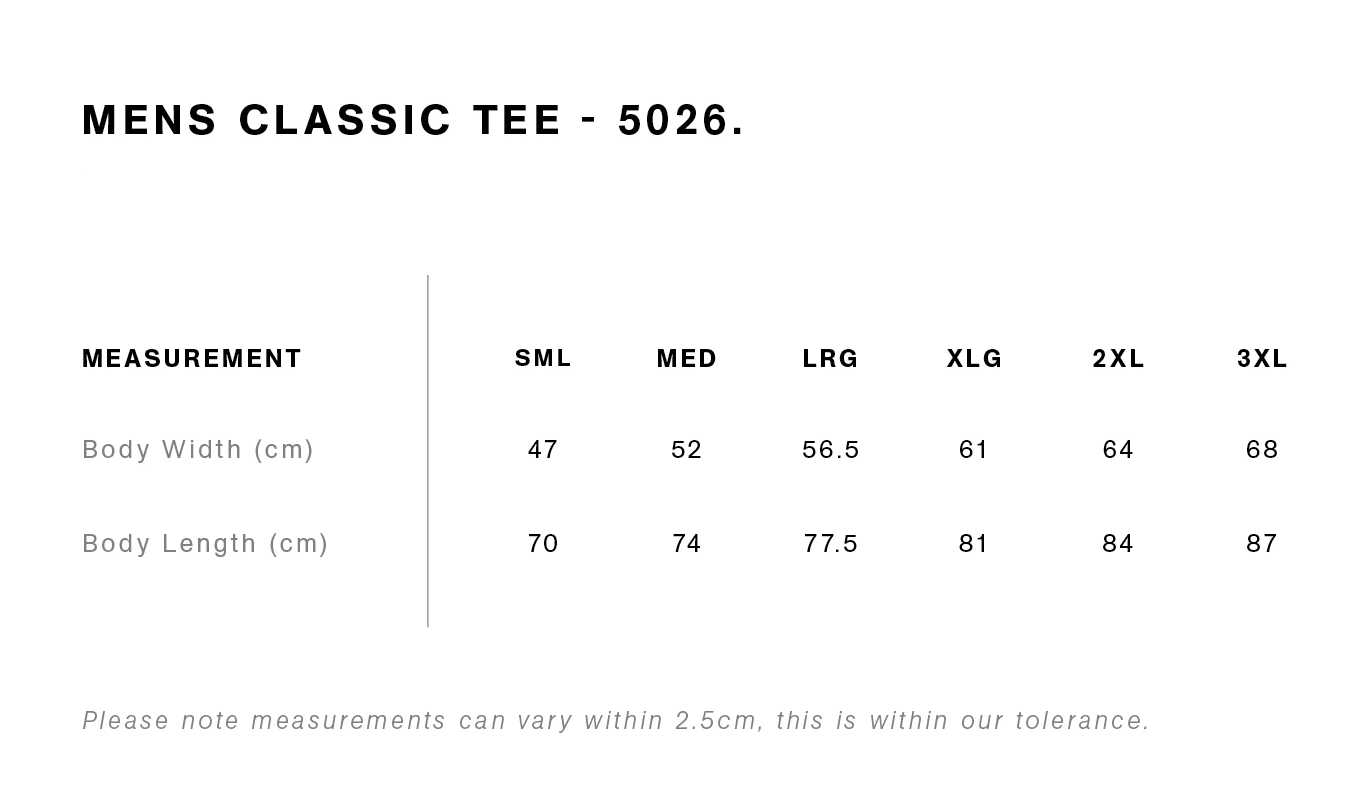 MENS CLASSIC TEE - 5026.
MEASUREMENT SML MED LRG XLG 2XL 3XL
Body Width (cm) 47 52 56.5 61 64 68
Body Length (cm) 70 74 77.5 81 84 87
Please note measurements can vary within 2.5cm, this is within our tolerance.